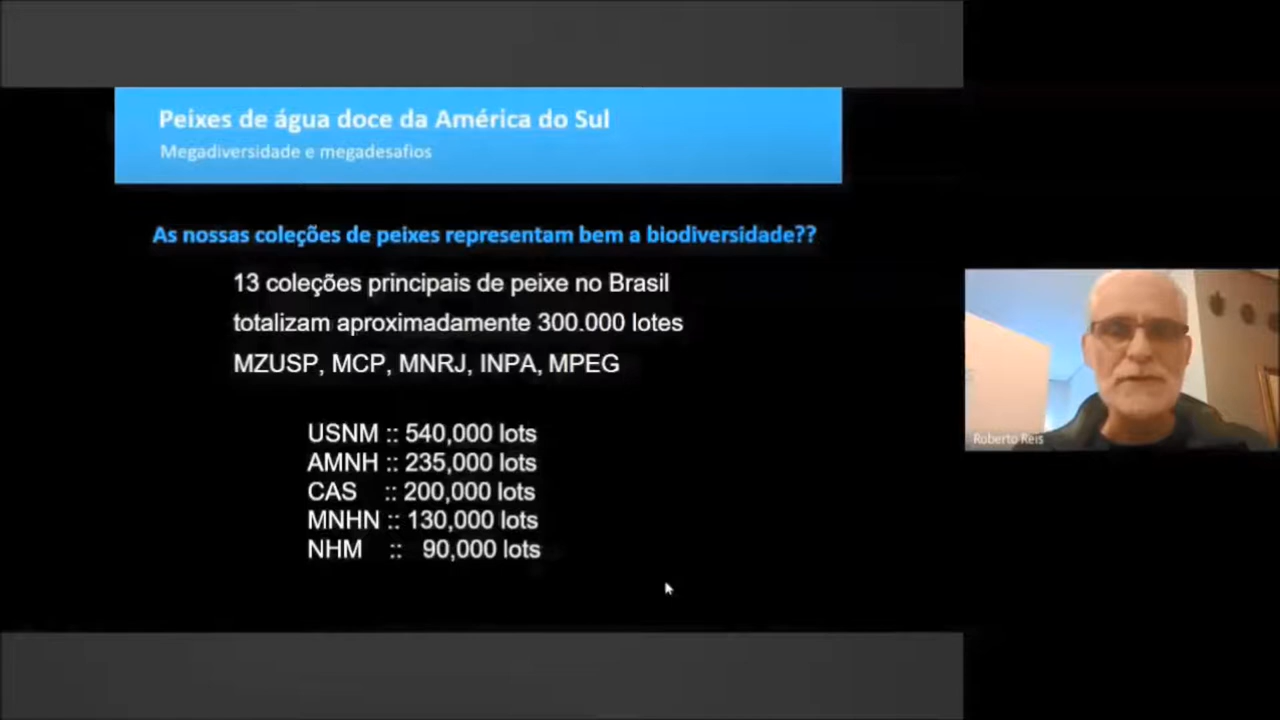 Peixes de água doce da América do Sul
Megadiversidade e megadesafios
As nossas coleções de peixes representam bem a biodiversidade??
13 coleções principais de peixe no Brasil
totalizam aproximadamente 300.000 lotes
MZUSP, MCP, MNRJ, INPA, MPEG
USNM :: 540,000 lots
AMNH :: 235,000 lots
CAS :: 200,000 lots
MNHN :: 130,000 lots
NHM :: 90,000 lots
Roberto Reis